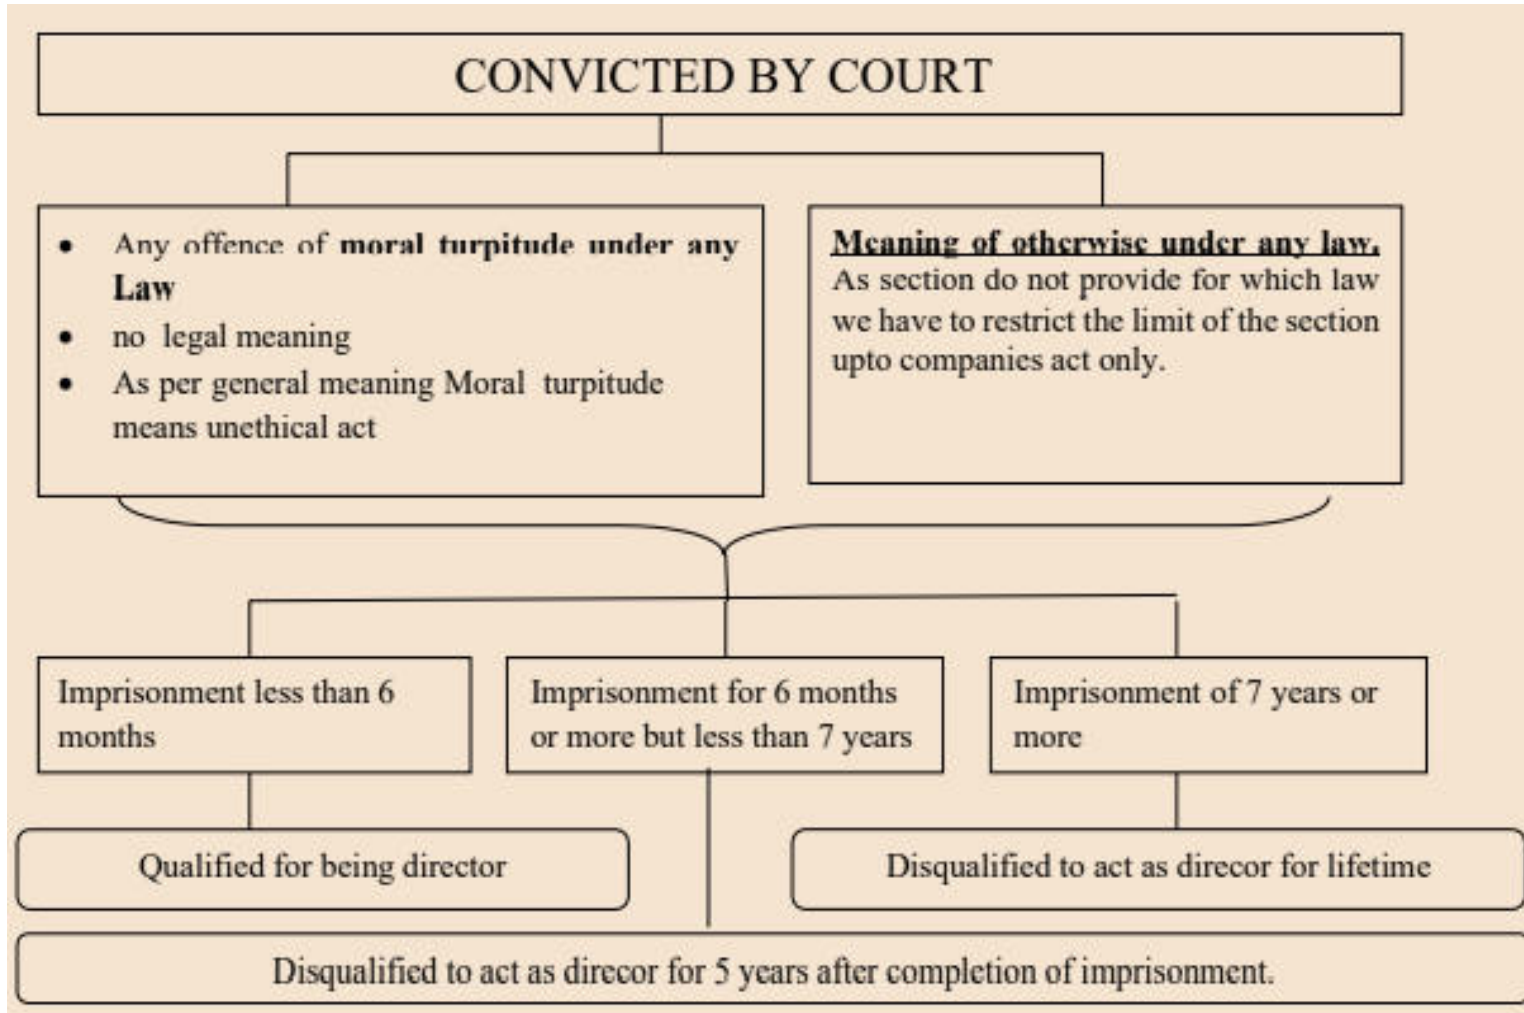 CONVICTED BY COURT
• Any offence of moral turpitude under any
Law
• no legal meaning
• As per general meaning Moral turpitude
means unethical act
Meaning of otherwise under any law.
As section do not provide for which law
we have to restrict the limit of the section
upto companies act only.
Imprisonment less than 6
months
Imprisonment for 6 months
or more but less than 7 years
Imprisonment of 7 years or
more
Qualified for being director
Disqualified to act as direcor for lifetime
Disqualified to act as direcor for 5 years after completion of imprisonment.